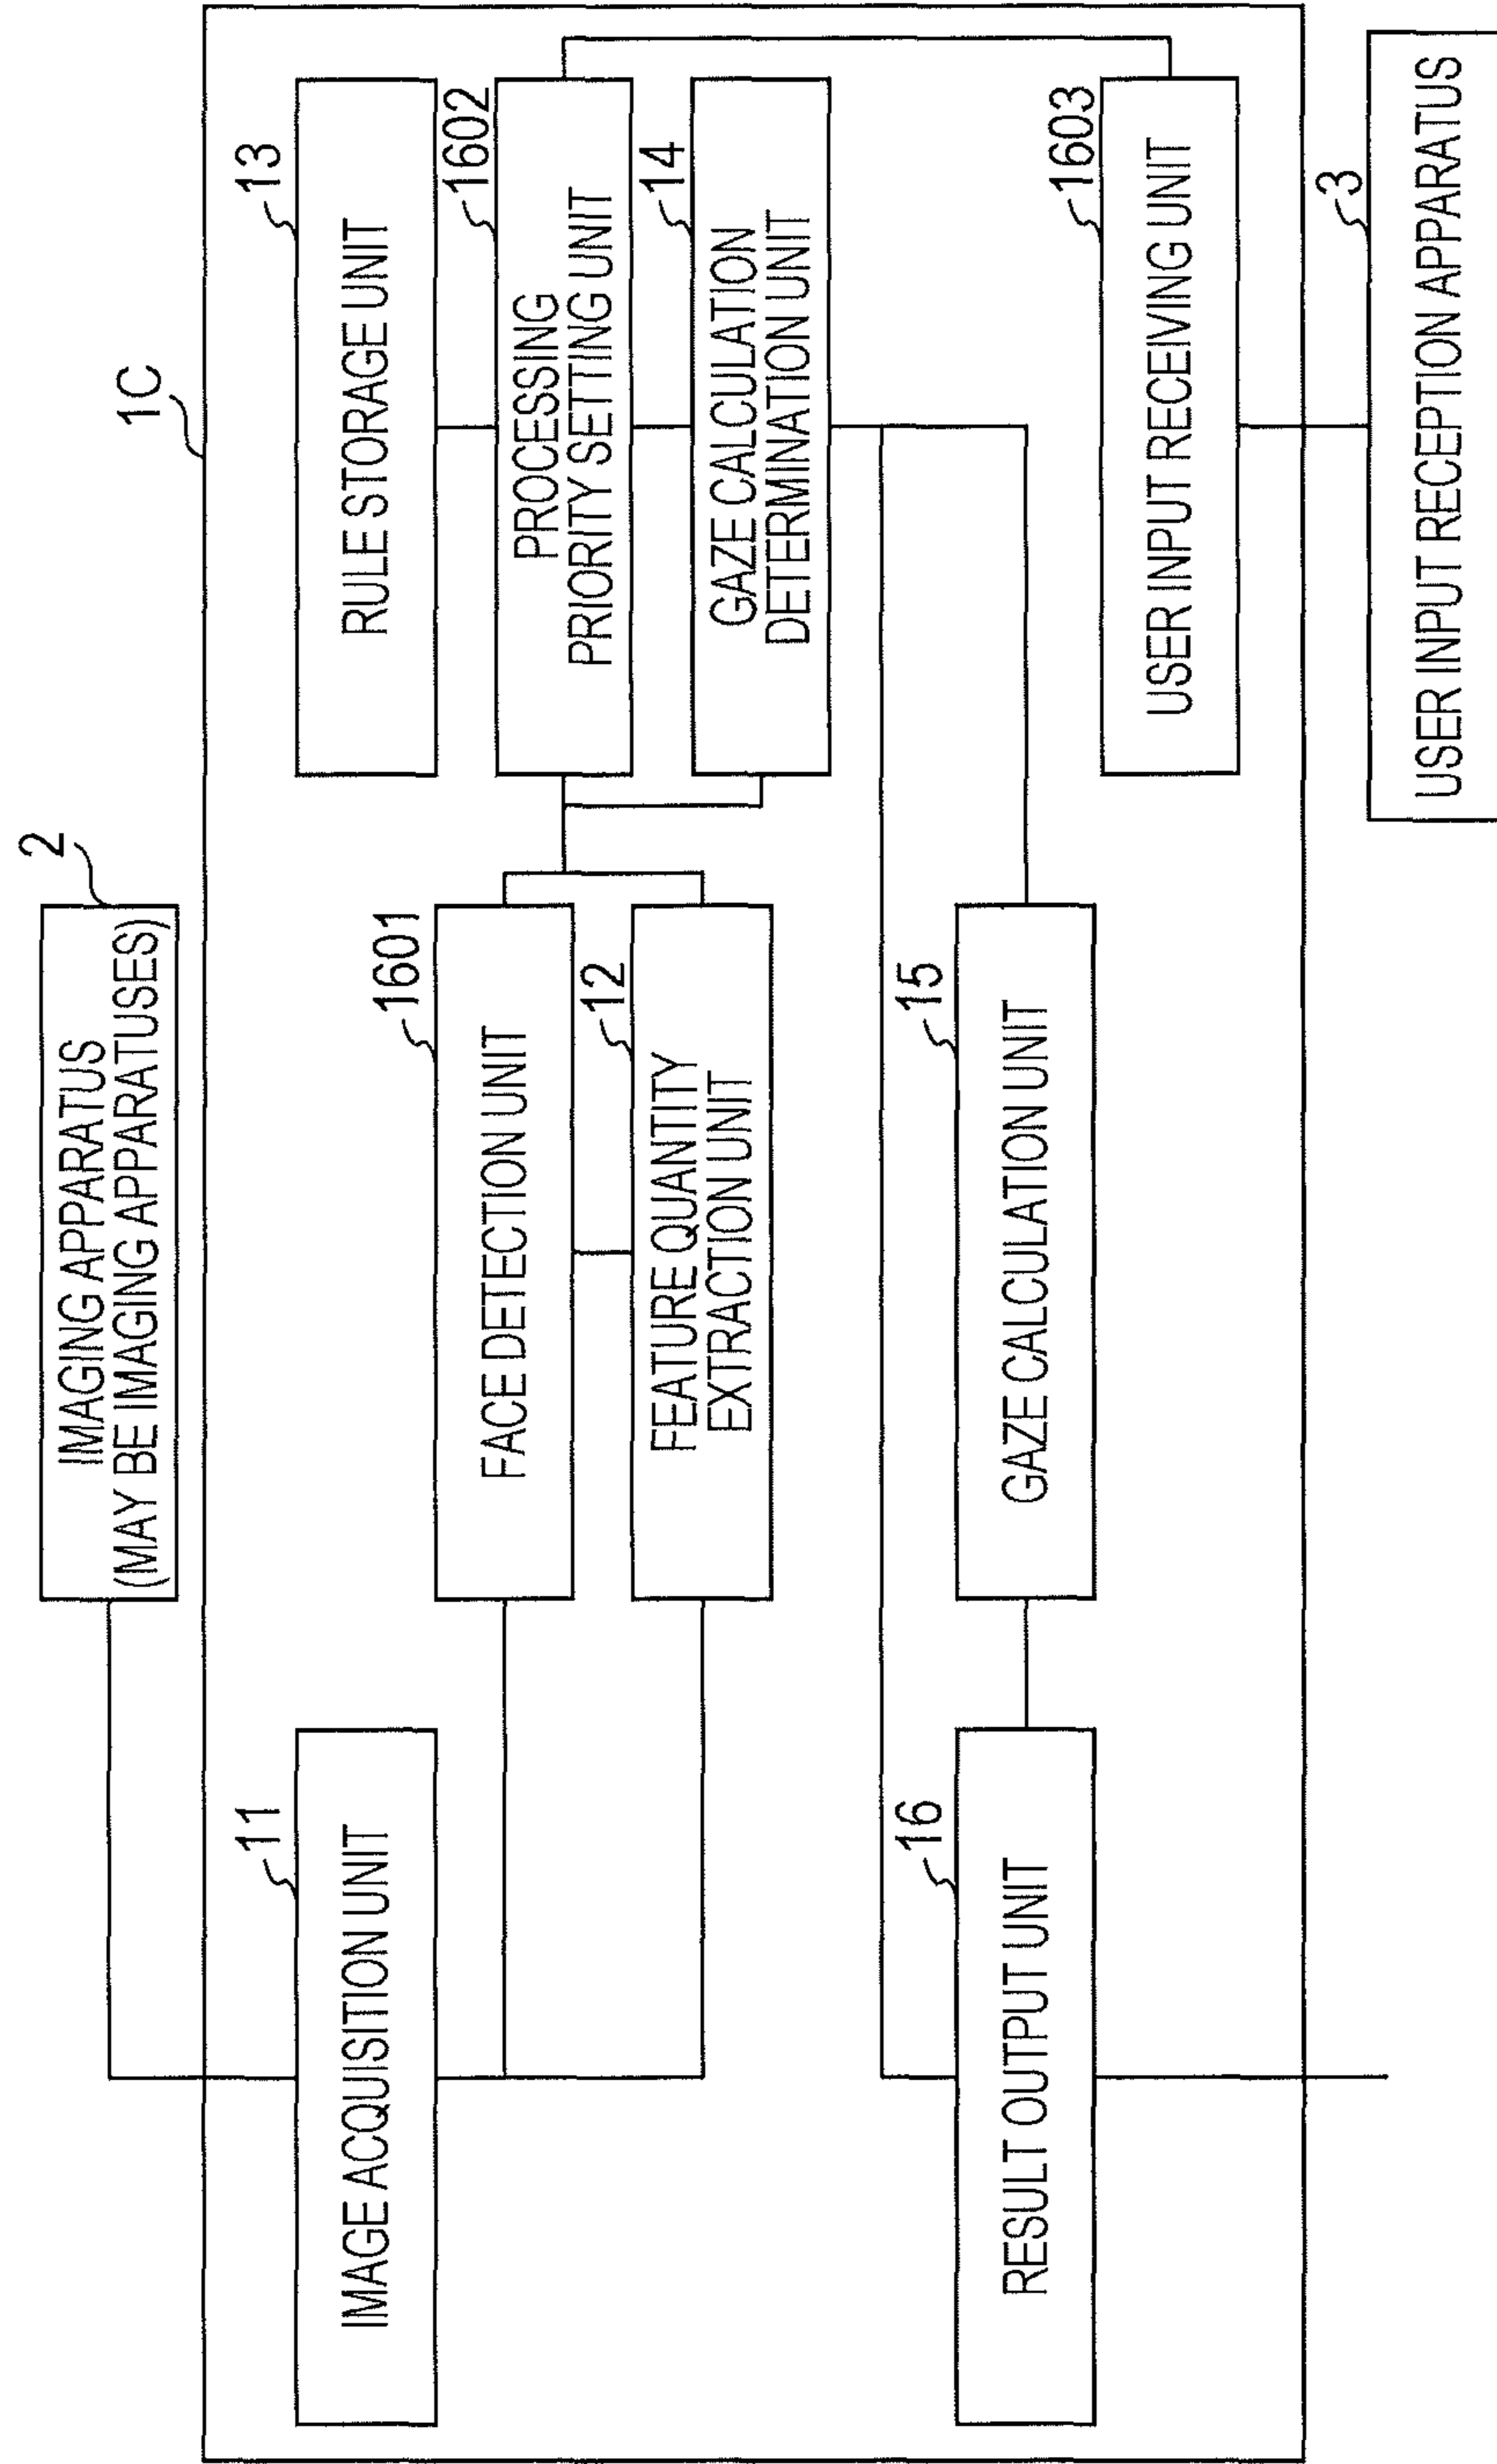 2
IMAGING APPARATUS
(MAY BE IMAGING APPARATUSES)
1C
11
IMAGE ACQUISITION UNIT
13
RULE STORAGE UNIT
1601
FACE DETECTION UNIT
1602
PROCESSING
PRIORITY SETTING UNIT
12
FEATURE QUANTITY
EXTRACTION UNIT
14
GAZE CALCULATION
DETERMINATION UNIT
16
RESULT OUTPUT UNIT
15
GAZE CALCULATION UNIT
1603
USER INPUT RECEIVING UNIT
3
USER INPUT RECEPTION APPARATUS